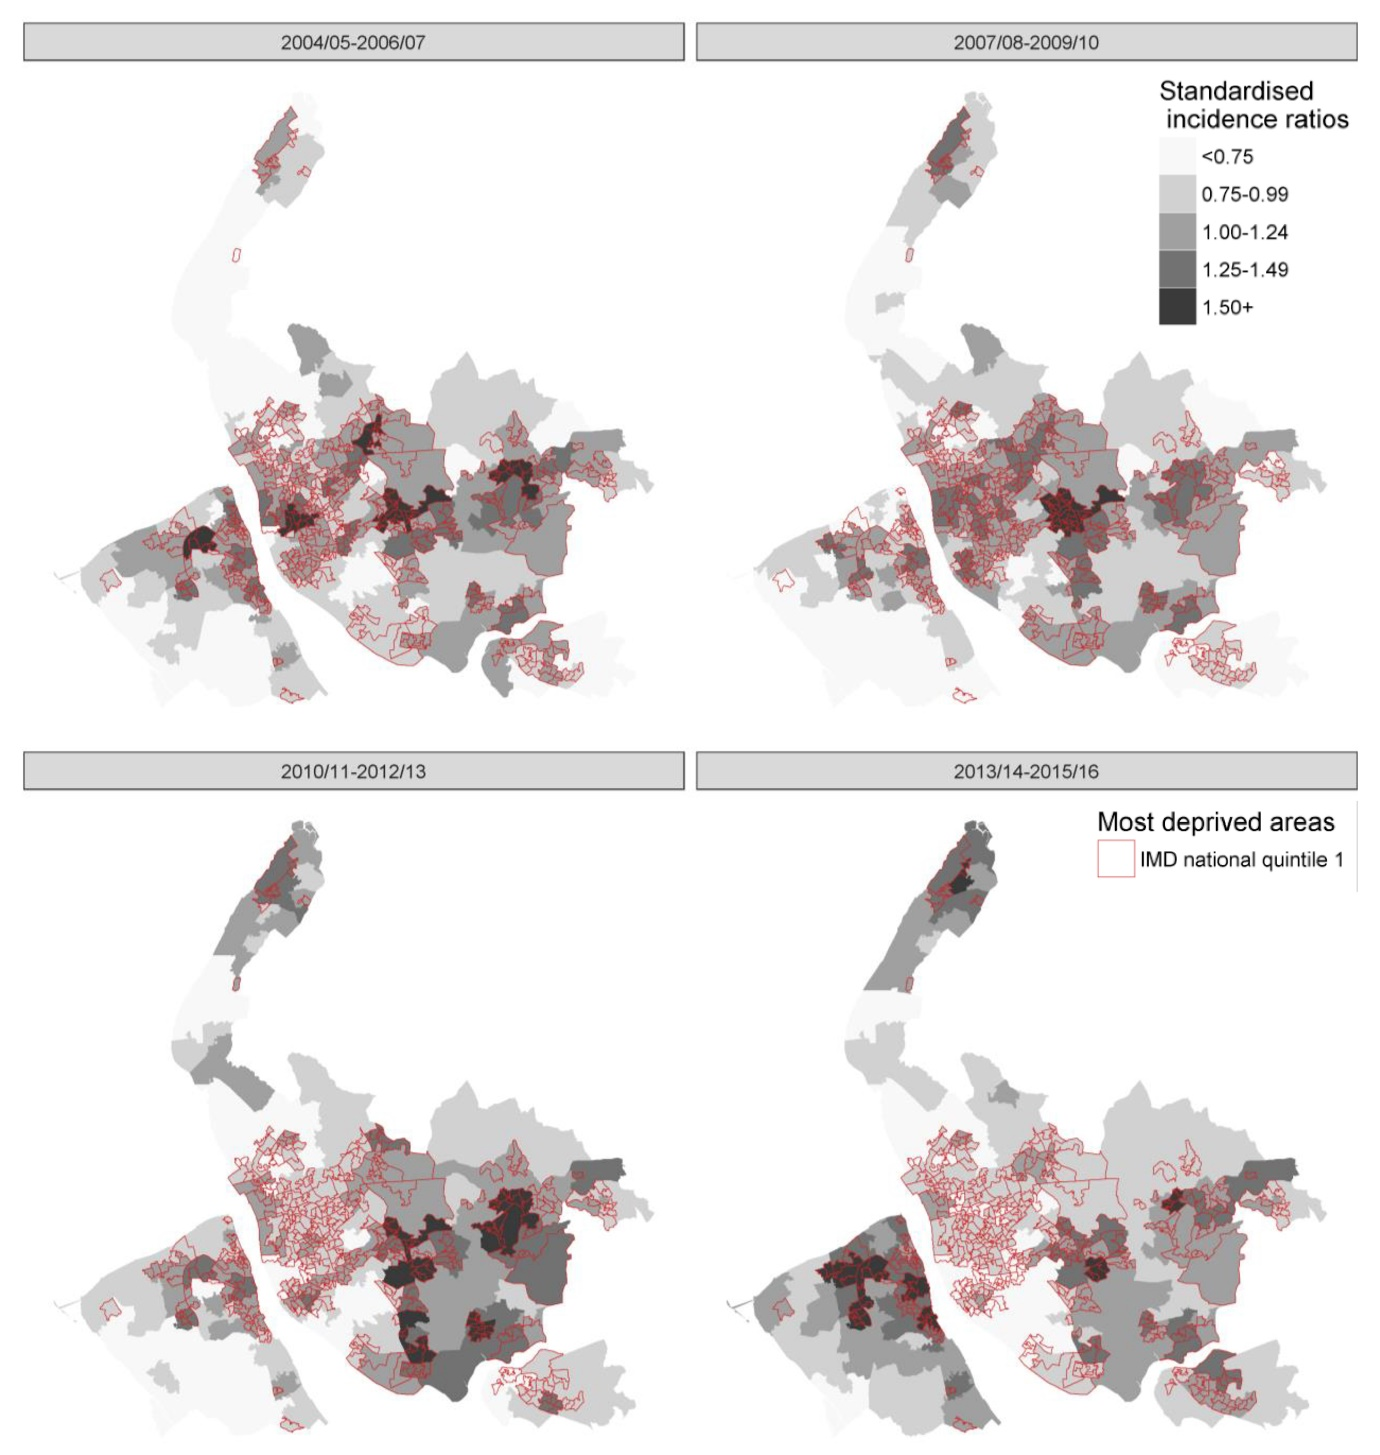 2004/05-2006/07
2007/08-2009/10
Standardised
incidence ratios
<0.75
0.75-0.99
1.00-1.24
1.25-1.49
1.50+
2010/11-2012/13
2013/14-2015/16
Most deprived areas
IMD national quintile 1